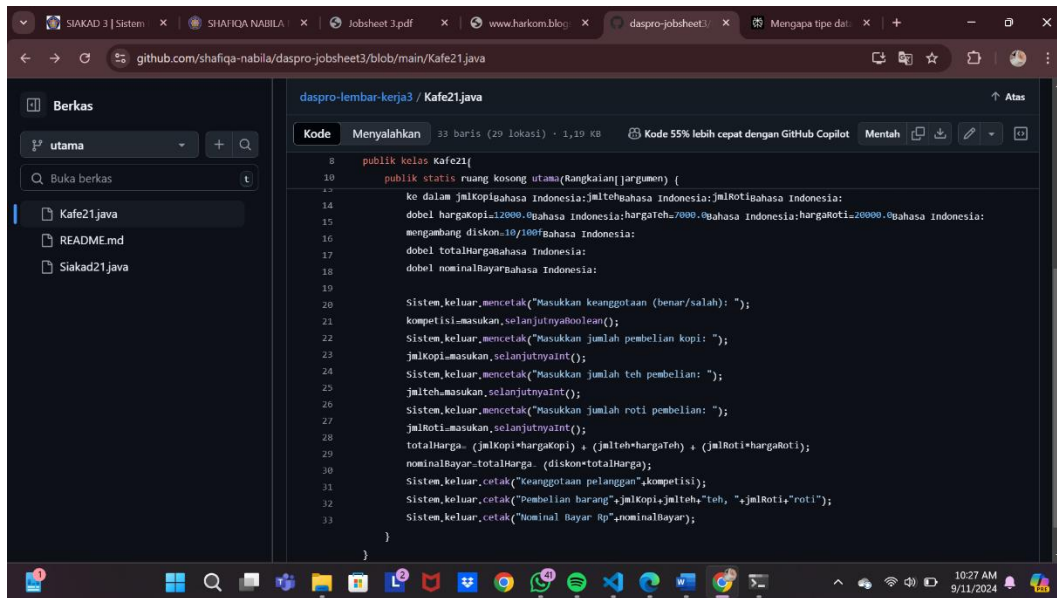 SIAKAD 3 | Sistem
SHAFIQA NABILA
Jobsheet 3.pdf
www.harkom.blog
daspro-jobsheet3/
Mengapa tipe dat
github.com/shafiqa-nabila/daspro-jobsheet3/blob/main/Kafe21.java
Berkas
utama
Buka berkas
t
Kafe21.java
README.md
Siakad21.java
daspro-lembar-kerja3 / Kafe21.java
Atas
Kode Menyalahkan 33 baris (29 lokasi) · 1,19 KB Kode 55% lebih cepat dengan GitHub Copilot Mentah
8 publik kelas Kafe21{
10 publik statis ruang kosong utama(Rangkaian[]argumen) {
14 ke dalam jmlKopiBahasa Indonesia:jmltehBahasa Indonesia:jmlRotiBahasa Indonesia:
15 dobel hargaKopi=12000.0Bahasa Indonesia:hargaTeh=7000.0Bahasa Indonesia:hargaRoti=20000.0Bahasa Indonesia:
16 mengambang diskon=10/100fBahasa Indonesia:
17 dobel totalHargaBahasa Indonesia:
18 dobel nominalBayarBahasa Indonesia:
19
20 Sistem.keluar.mencetak("Masukkan keanggotaan (benar/salah): ");
21 kompetisi=masukan.selanjutnyaBoolean();
22 Sistem.keluar.mencetak("Masukkan jumlah pembelian kopi: ");
23 jmlKopi=masukan.selanjutnyaInt();
24 Sistem.keluar.mencetak("Masukkan jumlah teh pembelian: ");
25 jmlteh=masukan.selanjutnyaInt();
26 Sistem.keluar.mencetak("Masukkan jumlah roti pembelian: ");
27 jmlRoti=masukan.selanjutnyaInt();
28 totalHarga= (jmlKopi*hargaKopi) + (jmlteh*hargaTeh) + (jmlRoti*hargaRoti);
29 nominalBayar=totalHarga- (diskon*totalHarga);
30 Sistem.keluar.cetak("Keanggotaan pelanggan"+kompetisi);
31 Sistem.keluar.cetak("Pembelian barang"+jmlKopi+jmlteh+"teh, "+jmlRoti+"roti");
32 Sistem.keluar.cetak("Nominal Bayar Rp"+nominalBayar);
33 }
}
10:27 AM
9/11/2024